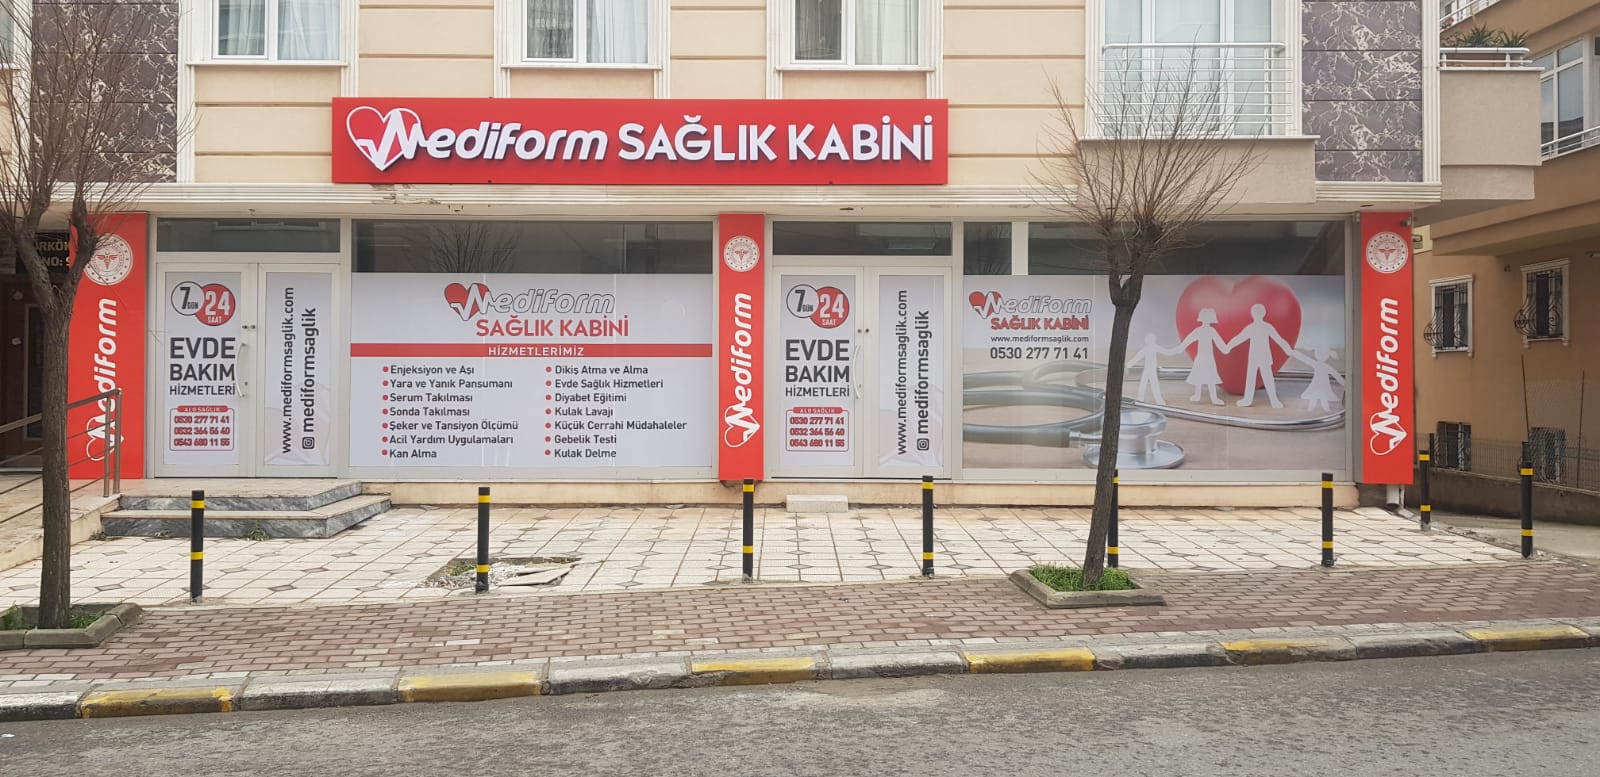 Mediform SAĞLIK KABİNİ
NO:
Mediform
7 GÜN 24 SAAT
EVDE
BAKIM
HİZMETLERİ
ALO SAĞLIK
0530 277 71 41
0532 364 56 40
0543 680 11 55
www.mediformsaglik.com
mediformsaglik
Mediform
SAĞLIK KABİNİ
HİZMETLERİMİZ
Enjeksiyon ve Aşı
Yara ve Yanık Pansumanı
Serum Takılması
Sonda Takılması
Şeker ve Tansiyon Ölçümü
Acil Yardım Uygulamaları
Kan Alma
Dikiş Atma ve Alma
Evde Sağlık Hizmetleri
Diyabet Eğitimi
Kulak Lavajı
Küçük Cerrahi Müdahaleler
Gebelik Testi
Kulak Delme
Mediform
7 GÜN 24 SAAT
EVDE
BAKIM
HİZMETLERİ
ALO SAĞLIK
0530 277 71 41
0532 364 56 40
0543 680 11 55
www.mediformsaglik.com
mediformsaglik
Mediform
SAĞLIK KABİNİ
www.mediformsaglik.com
0530 277 71 41
Mediform